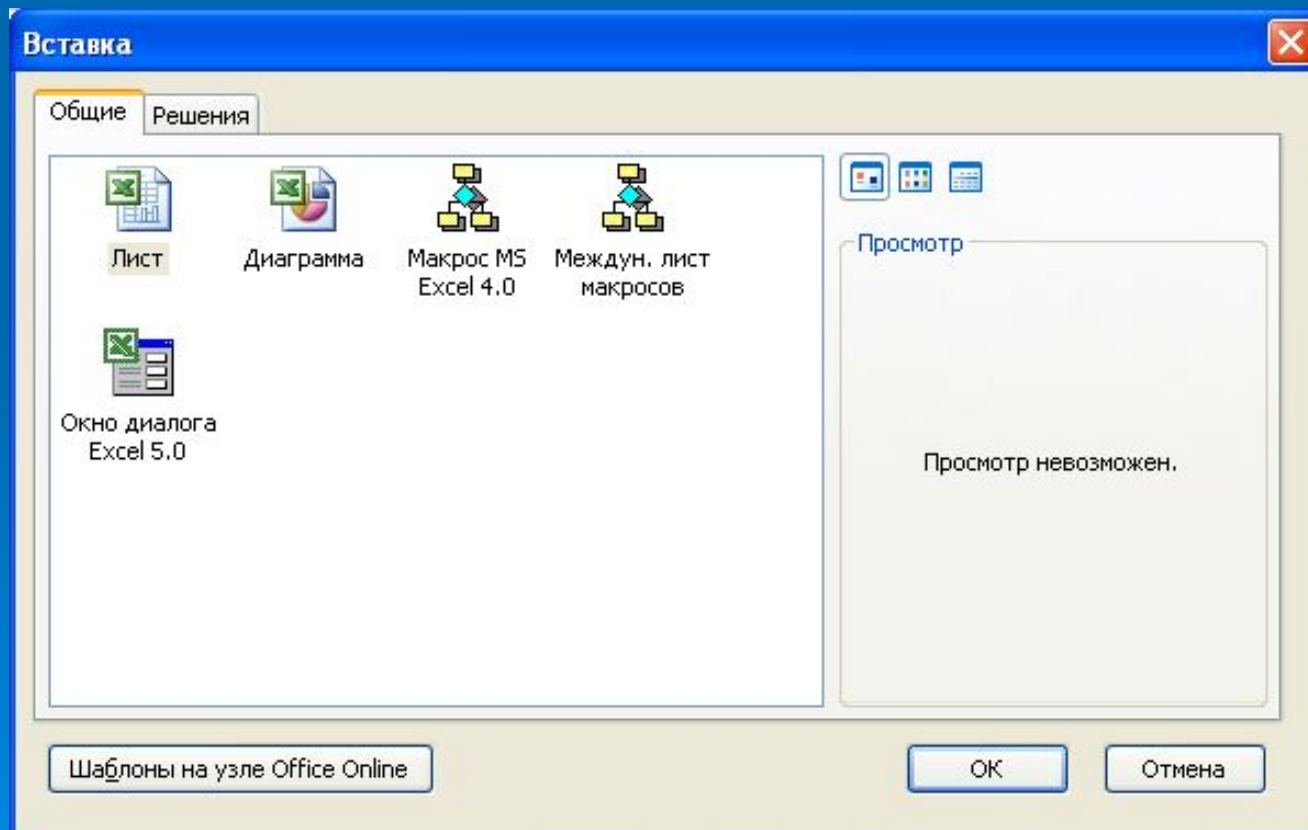 Вставка
Общие
Решения
Лист
Диаграмма
Макрос MS
Excel 4.0
Междун. лист
макросов
Окно диалога
Excel 5.0
Просмотр
Просмотр невозможен.
Шаблоны на узле Office Online
ОК
Отмена